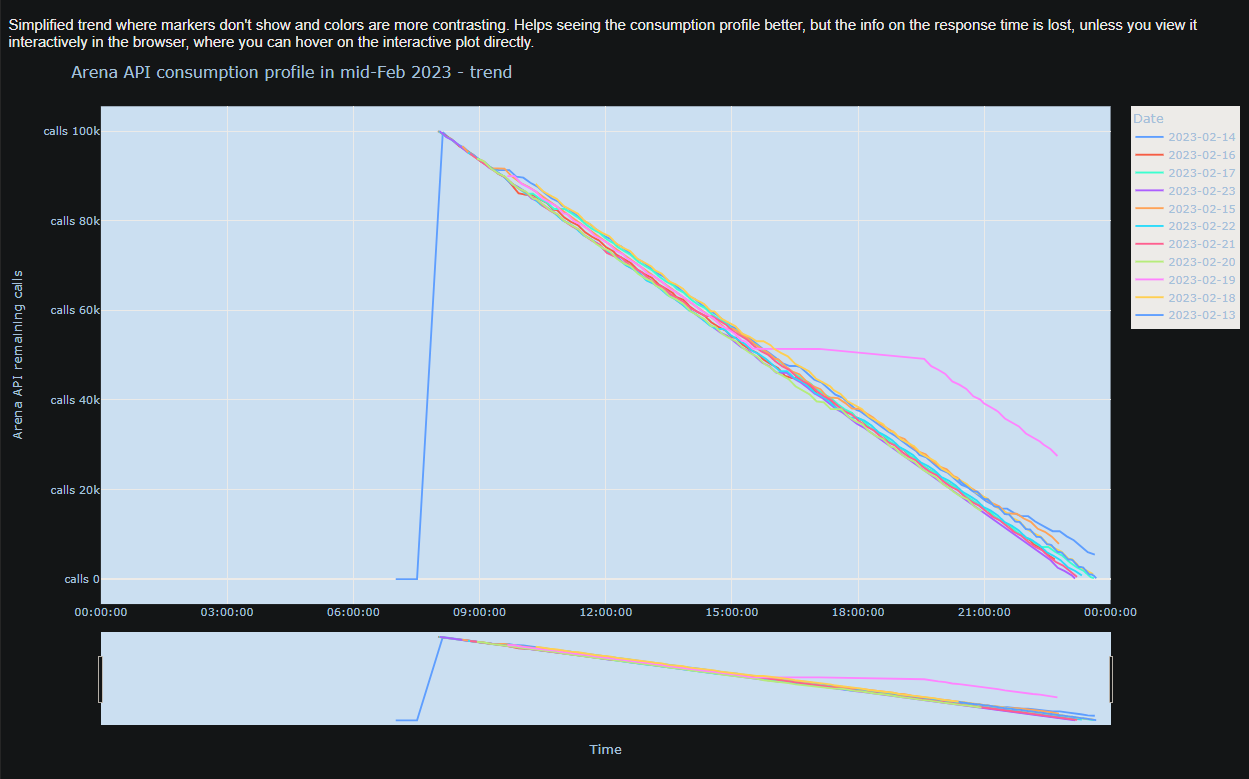 Simplified trend where markers don't show and colors are more contrasting. Helps seeing the consumption profile better, but the info on the response time is lost, unless you view it
interactively in the browser, where you can hover on the interactive plot directly.
Arena API consumption profile in mid-Feb 2023 - trend
Arena API remaining calls
calls 100k
calls 80k
calls 60k
calls 40k
calls 20k
calls 0
00:00:00
03:00:00
06:00:00
09:00:00
12:00:00
15:00:00
18:00:00
21:00:00
00:00:00
Time
Date
2023-02-14
2023-02-16
2023-02-17
2023-02-23
2023-02-15
2023-02-22
2023-02-21
2023-02-20
2023-02-19
2023-02-18
2023-02-13